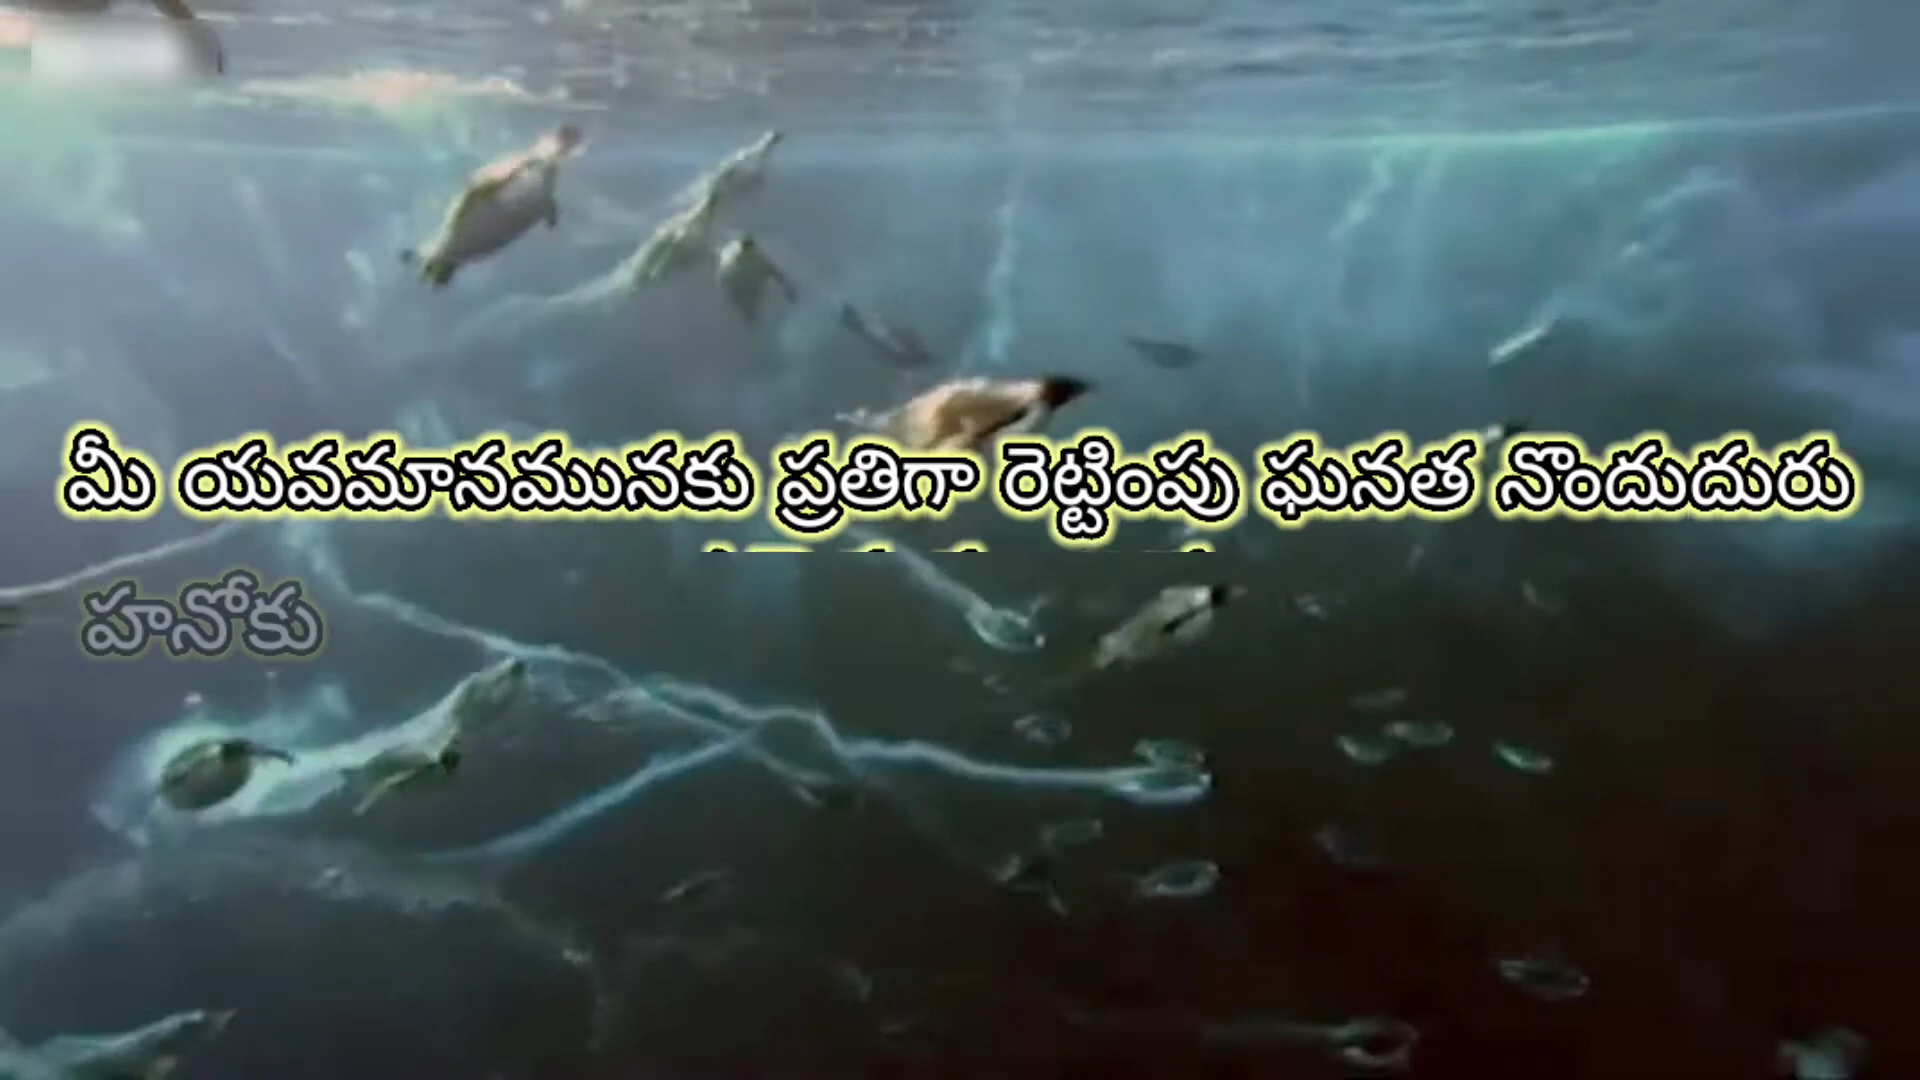 మీ యవమానమునకు ప్రతిగా రెట్టింపు ఘనత నొందుదురు
హనోకు